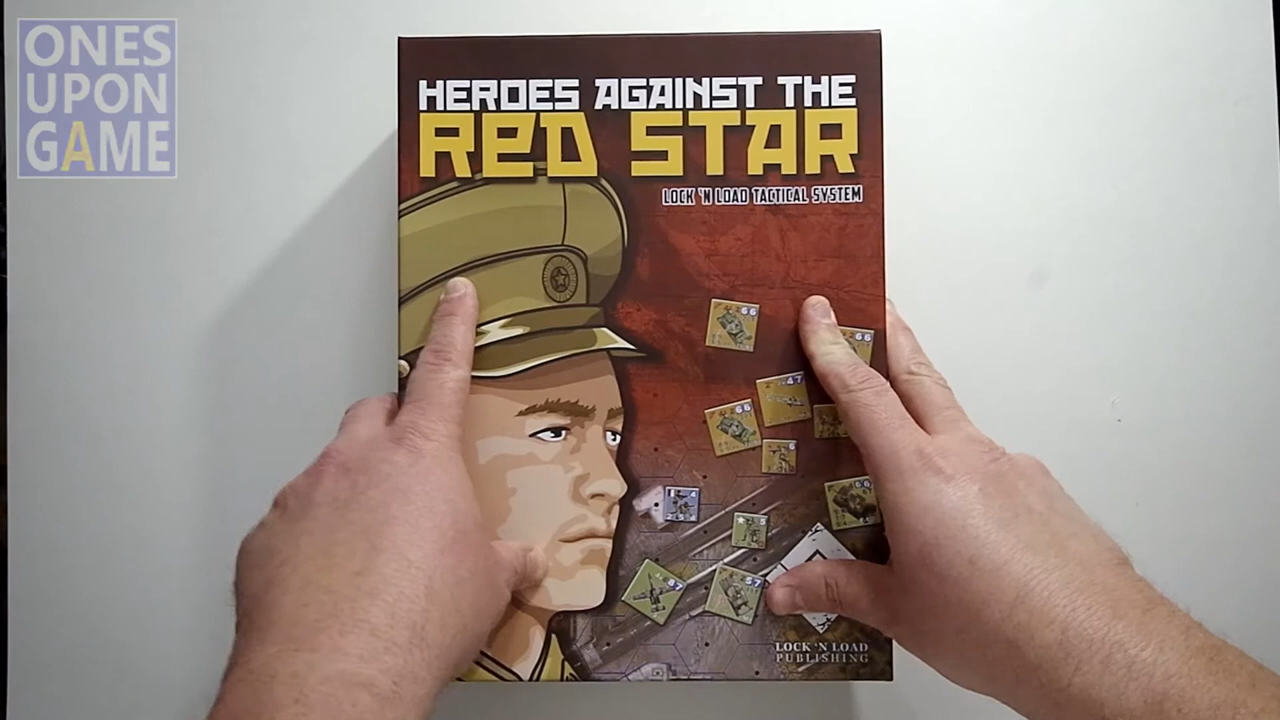 ONES
UPON
GAME
HEROES AGAINST THE
RED STAR
LOCK 'N LOAD TACTICAL SYSTEM
LOCK 'N LOAD
PUBLISHING